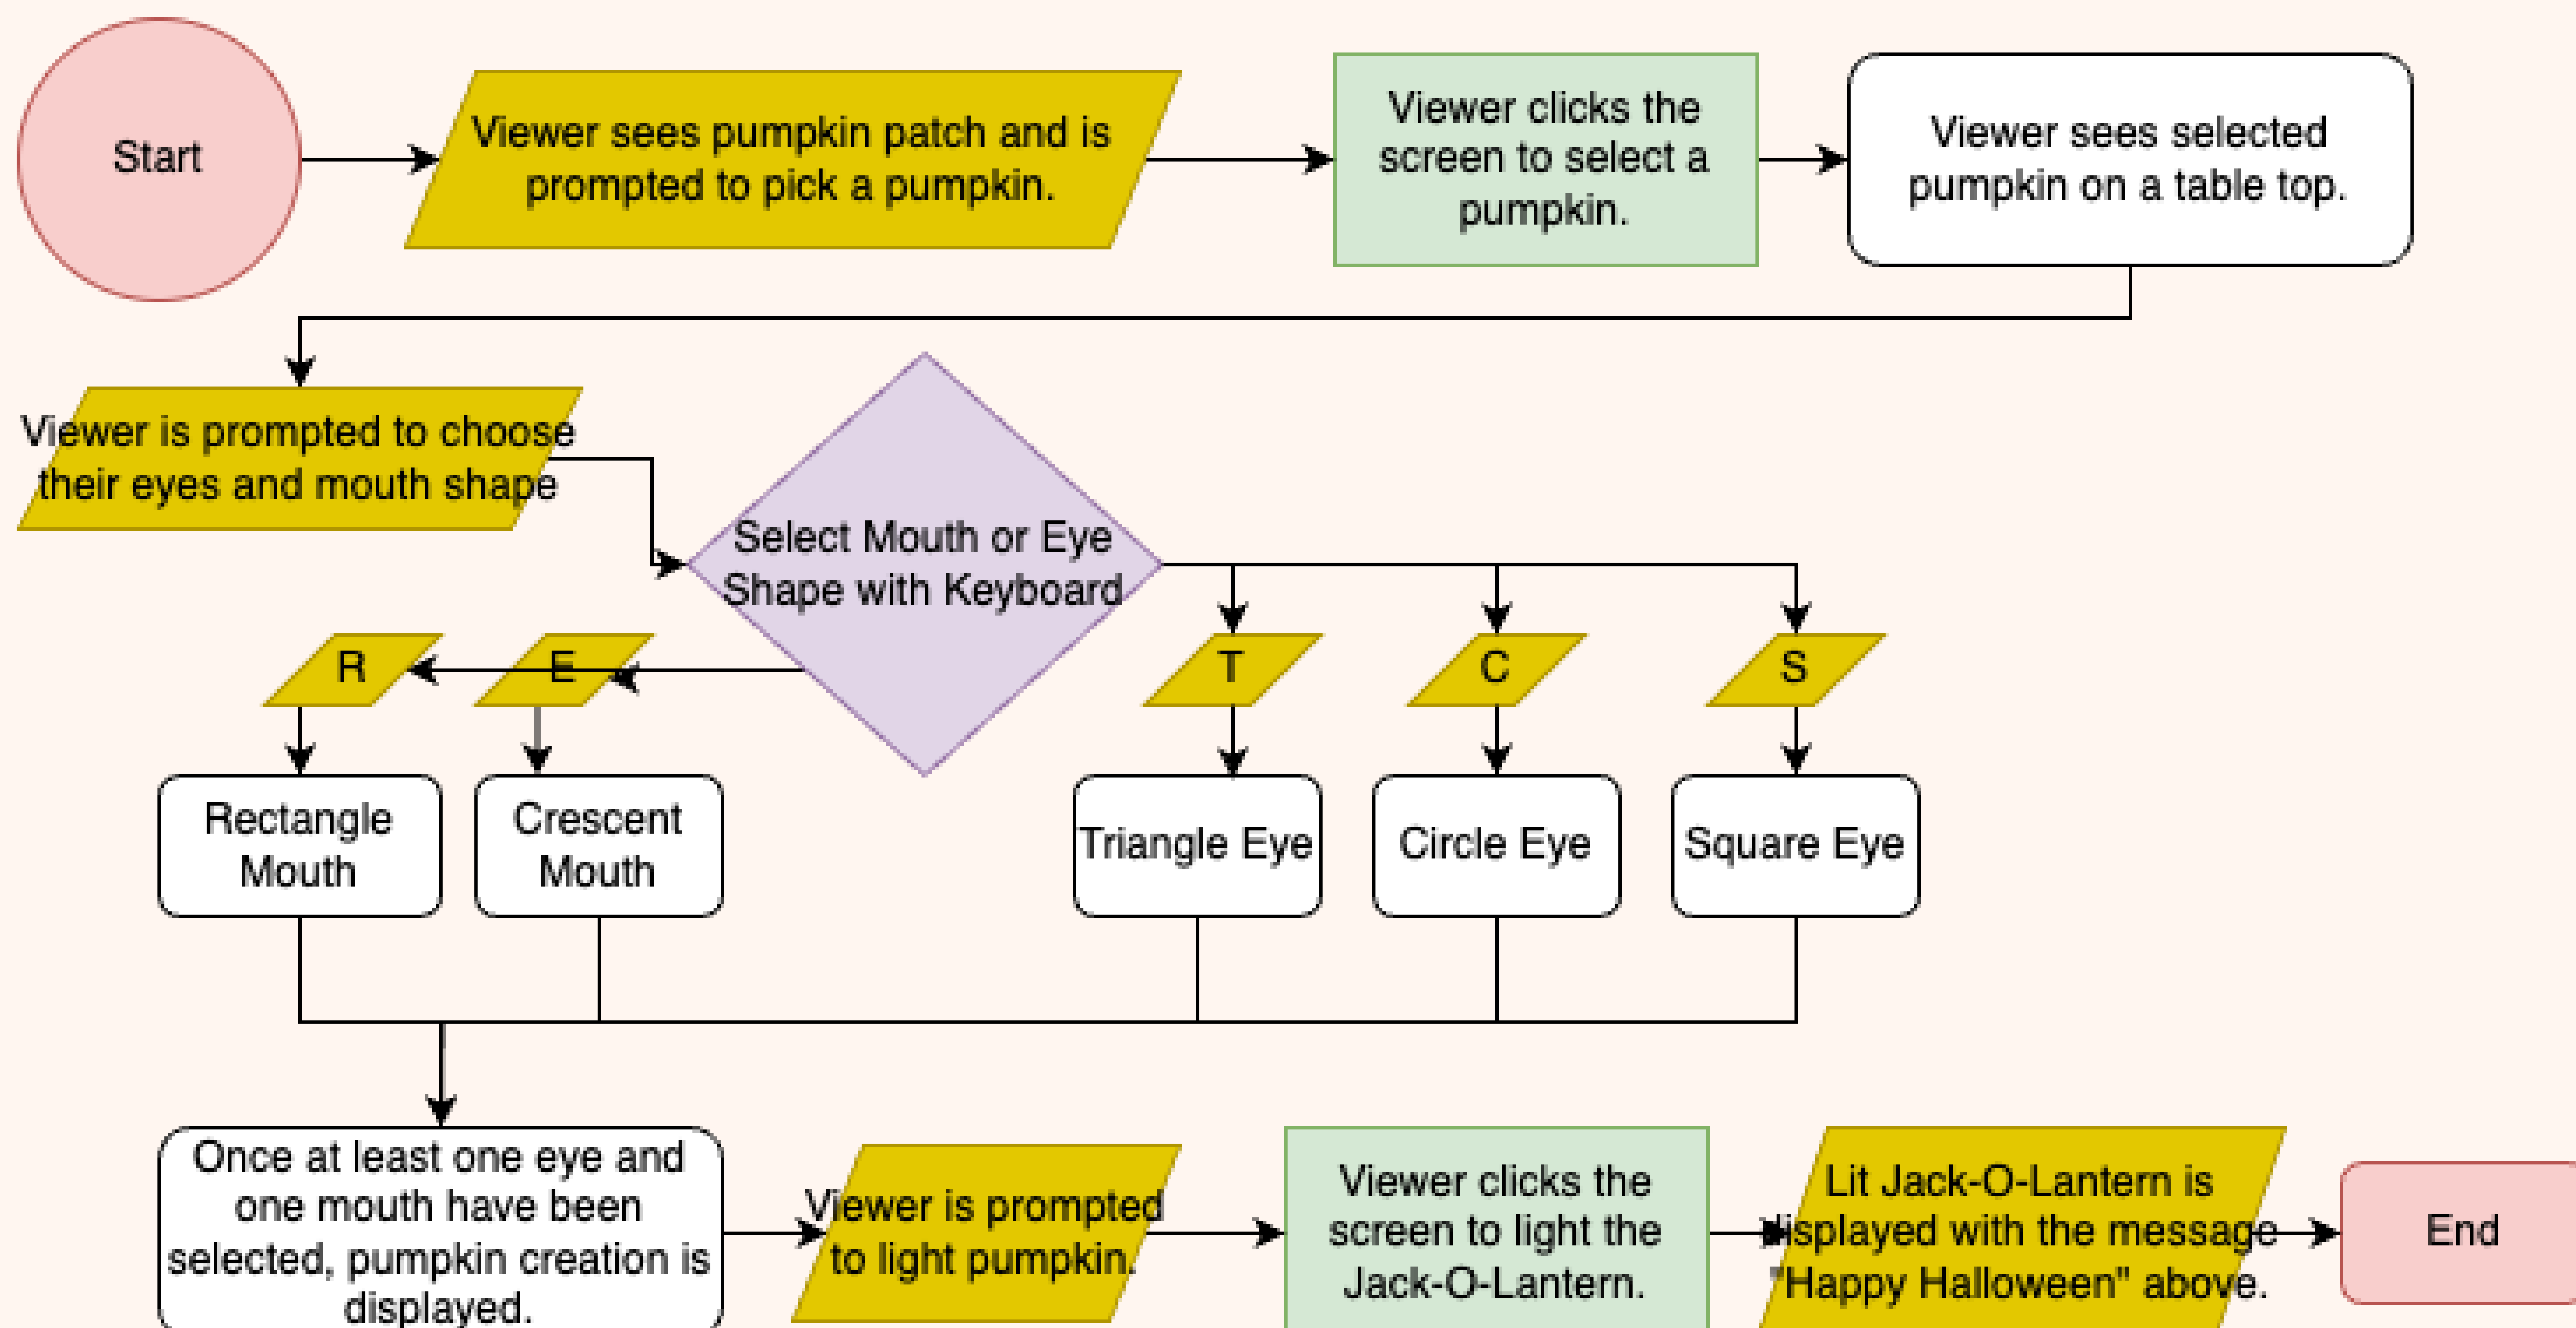 Start
Viewer sees pumpkin patch and is
prompted to pick a pumpkin.
Viewer clicks the
screen to select a
pumpkin.
Viewer sees selected
pumpkin on a table top.
Viewer is prompted to choose
their eyes and mouth shape
Select Mouth or Eye
Shape with Keyboard
R
E
T
C
S
Rectangle
Mouth
Crescent
Mouth
Triangle Eye
Circle Eye
Square Eye
Once at least one eye and
one mouth have been
selected, pumpkin creation is
displayed.
Viewer is prompted
to light pumpkin.
Viewer clicks the
screen to light the
Jack-O-Lantern.
Lit Jack-O-Lantern is
displayed with the message
"Happy Halloween" above.
End